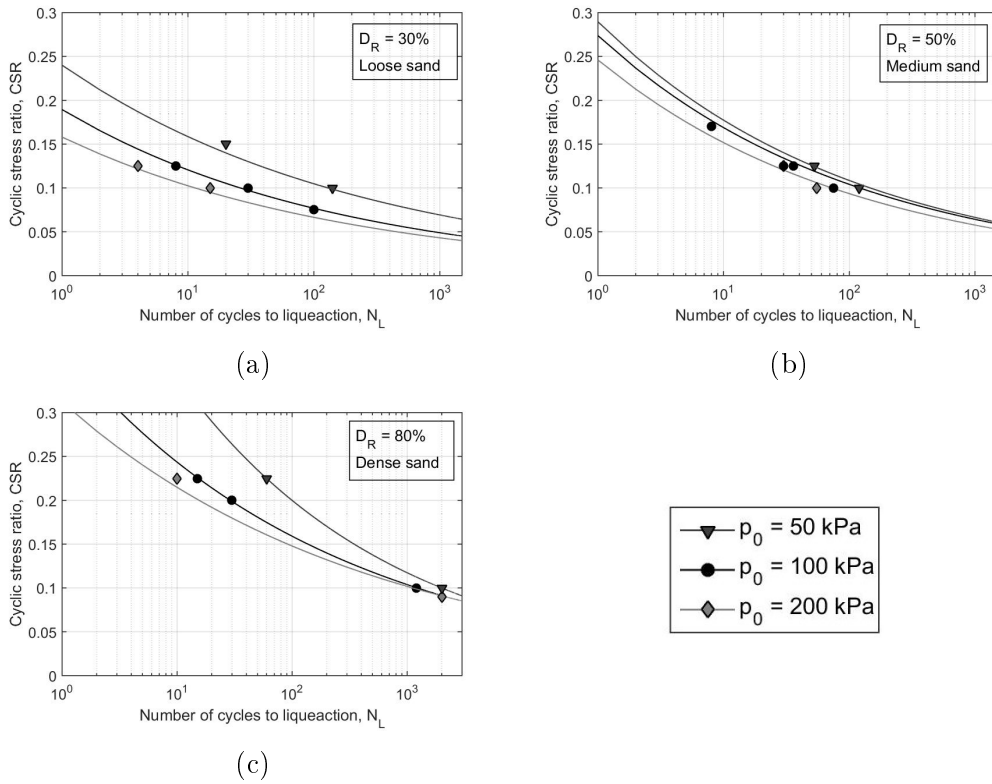 0.3
0.25
0.2
0.15
0.1
0.05
0
Cyclic stress ratio, CSR
D_R = 30%
Loose sand
10^0 10^1 10^2 10^3
Number of cycles to liqueaction, N_L
(a)
0.3
0.25
0.2
0.15
0.1
0.05
0
Cyclic stress ratio, CSR
D_R = 50%
Medium sand
10^0 10^1 10^2 10^3
Number of cycles to liqueaction, N_L
(b)
0.3
0.25
0.2
0.15
0.1
0.05
0
Cyclic stress ratio, CSR
D_R = 80%
Dense sand
10^0 10^1 10^2 10^3
Number of cycles to liqueaction, N_L
(c)
p_0 = 50 kPa
p_0 = 100 kPa
p_0 = 200 kPa